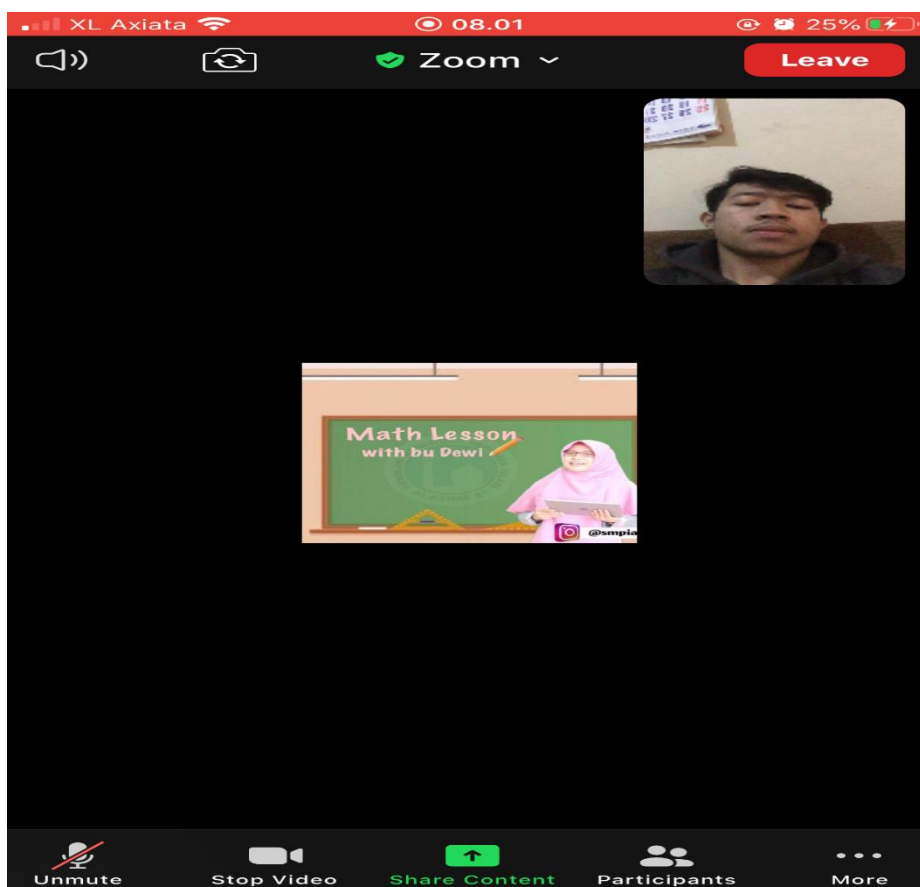 XL Axiata
08.01
25%
Zoom
Leave
Math Lesson
with bu Dewi
@smpia
Unmute
Stop Video
Share Content
Participants
More